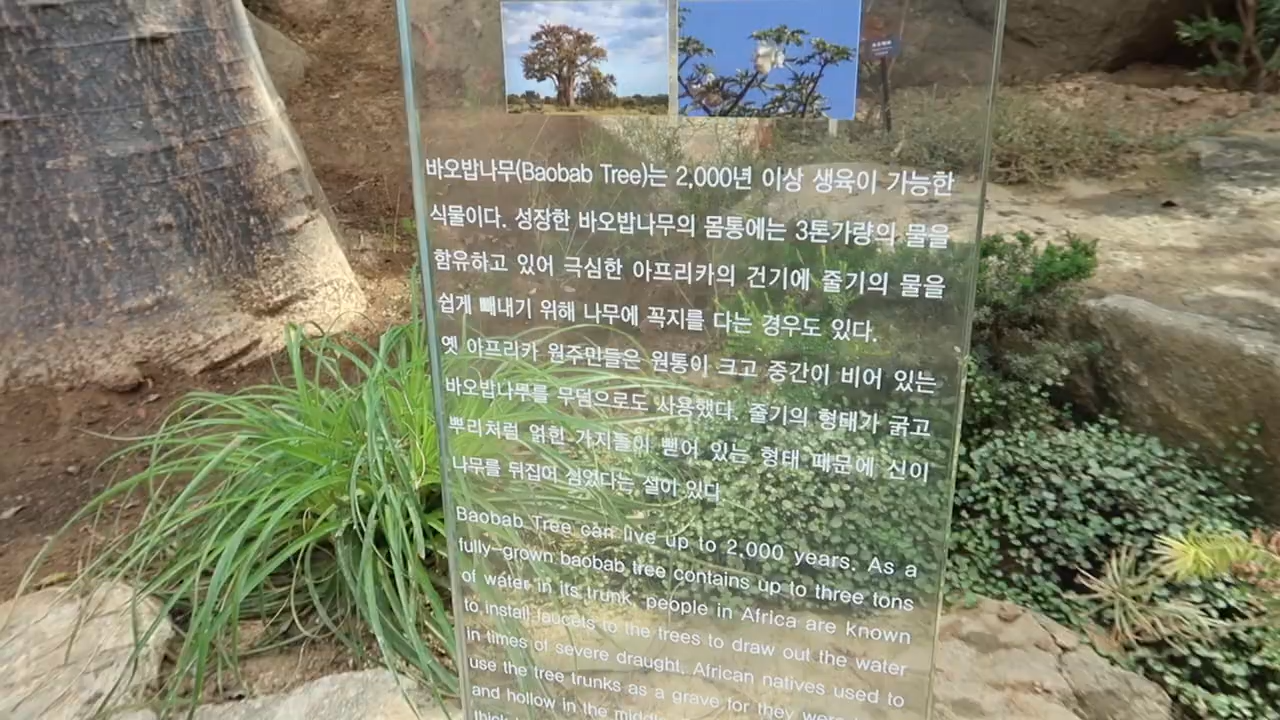 바오밥나무(Baobab Tree)는 2,000년 이상 생육이 가능한
식물이다. 성장한 바오밥나무의 몸통에는 3톤가량의 물을
함유하고 있어 극심한 아프리카의 건기에 줄기의 물을
쉽게 빼내기 위해 나무에 꼭지를 다는 경우도 있다.
옛 아프리카 원주민들은 원통이 크고 중간이 비어 있는
바오밥나무를 무덤으로도 사용했다. 줄기의 형태가 굵고
뿌리처럼 얽힌 가지들이 뻗어 있는 형태 때문에 신이
나무를 뒤집어 심었다는 설이 있다
Baobab Tree can live up to 2,000 years. As a
fully-grown baobab tree contains up to three tons
of water in its trunk, people in Africa are known
to install faucets to the trees to draw out the water
in times of severe draught. African natives used to
use the tree trunks as a grave for they were
and hollow in the middle